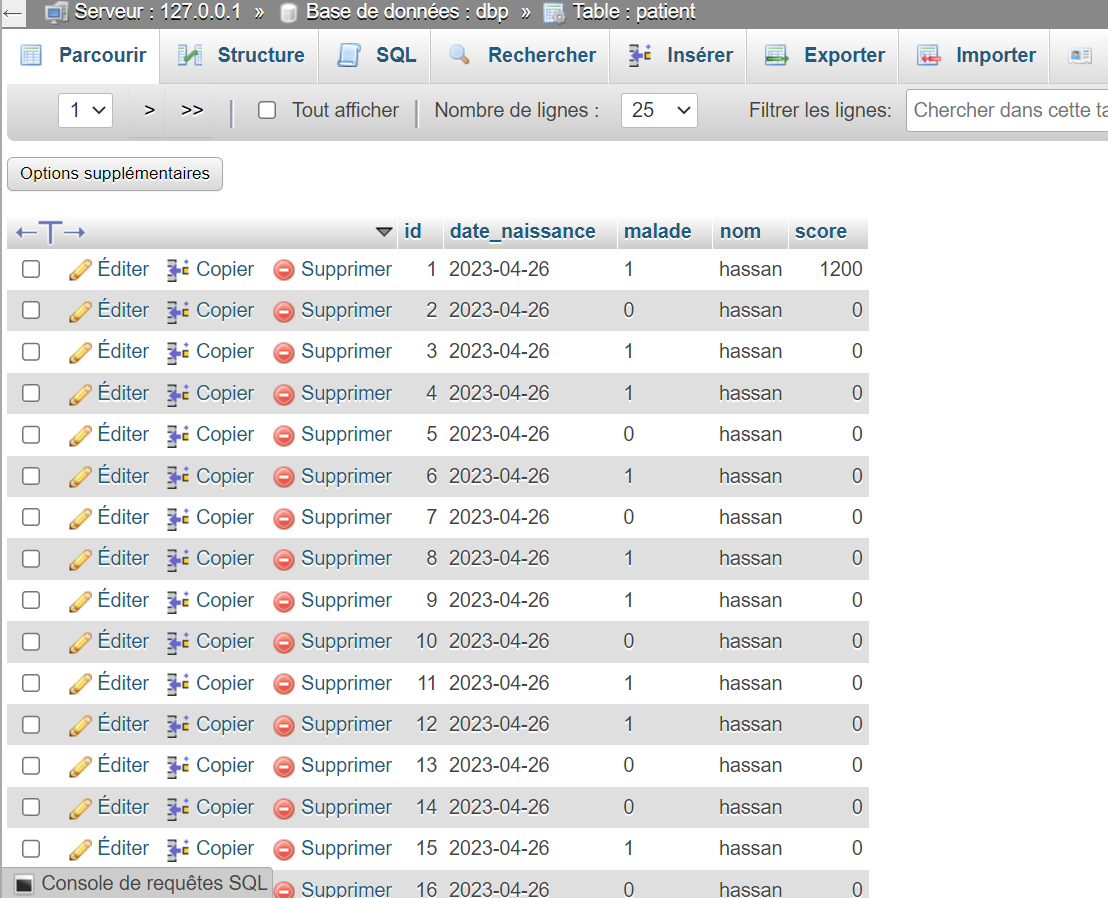 Serveur : 127.0.0.1 » Base de données : dbp » Table : patient
Parcourir Structure SQL Rechercher Insérer Exporter Importer
1 > >> Tout afficher Nombre de lignes : 25 Filtrer les lignes: Chercher dans cette ta
Options supplémentaires
←T→ id date_naissance malade nom score
Éditer Copier Supprimer 1 2023-04-26 1 hassan 1200
Éditer Copier Supprimer 2 2023-04-26 0 hassan 0
Éditer Copier Supprimer 3 2023-04-26 1 hassan 0
Éditer Copier Supprimer 4 2023-04-26 1 hassan 0
Éditer Copier Supprimer 5 2023-04-26 0 hassan 0
Éditer Copier Supprimer 6 2023-04-26 1 hassan 0
Éditer Copier Supprimer 7 2023-04-26 0 hassan 0
Éditer Copier Supprimer 8 2023-04-26 1 hassan 0
Éditer Copier Supprimer 9 2023-04-26 1 hassan 0
Éditer Copier Supprimer 10 2023-04-26 0 hassan 0
Éditer Copier Supprimer 11 2023-04-26 1 hassan 0
Éditer Copier Supprimer 12 2023-04-26 1 hassan 0
Éditer Copier Supprimer 13 2023-04-26 0 hassan 0
Éditer Copier Supprimer 14 2023-04-26 0 hassan 0
Éditer Copier Supprimer 15 2023-04-26 1 hassan 0
Console de requêtes SQL Supprimer 16 2023-04-26 0 hassan 0